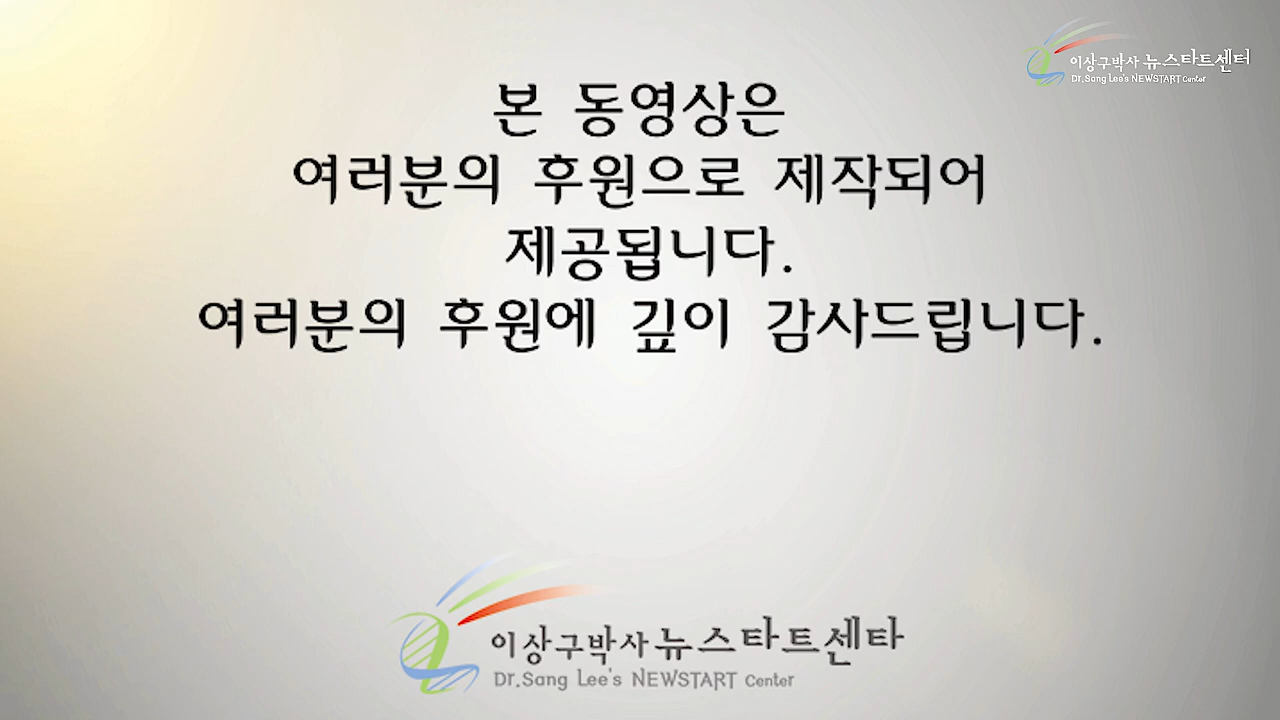 이상구박사 뉴스타트센터
Dr.Sang Lee's NEWSTART Center
본 동영상은
여러분의 후원으로 제작되어
제공됩니다.
여러분의 후원에 깊이 감사드립니다.
이상구박사 뉴스타트센타
Dr.Sang Lee's NEWSTART Center